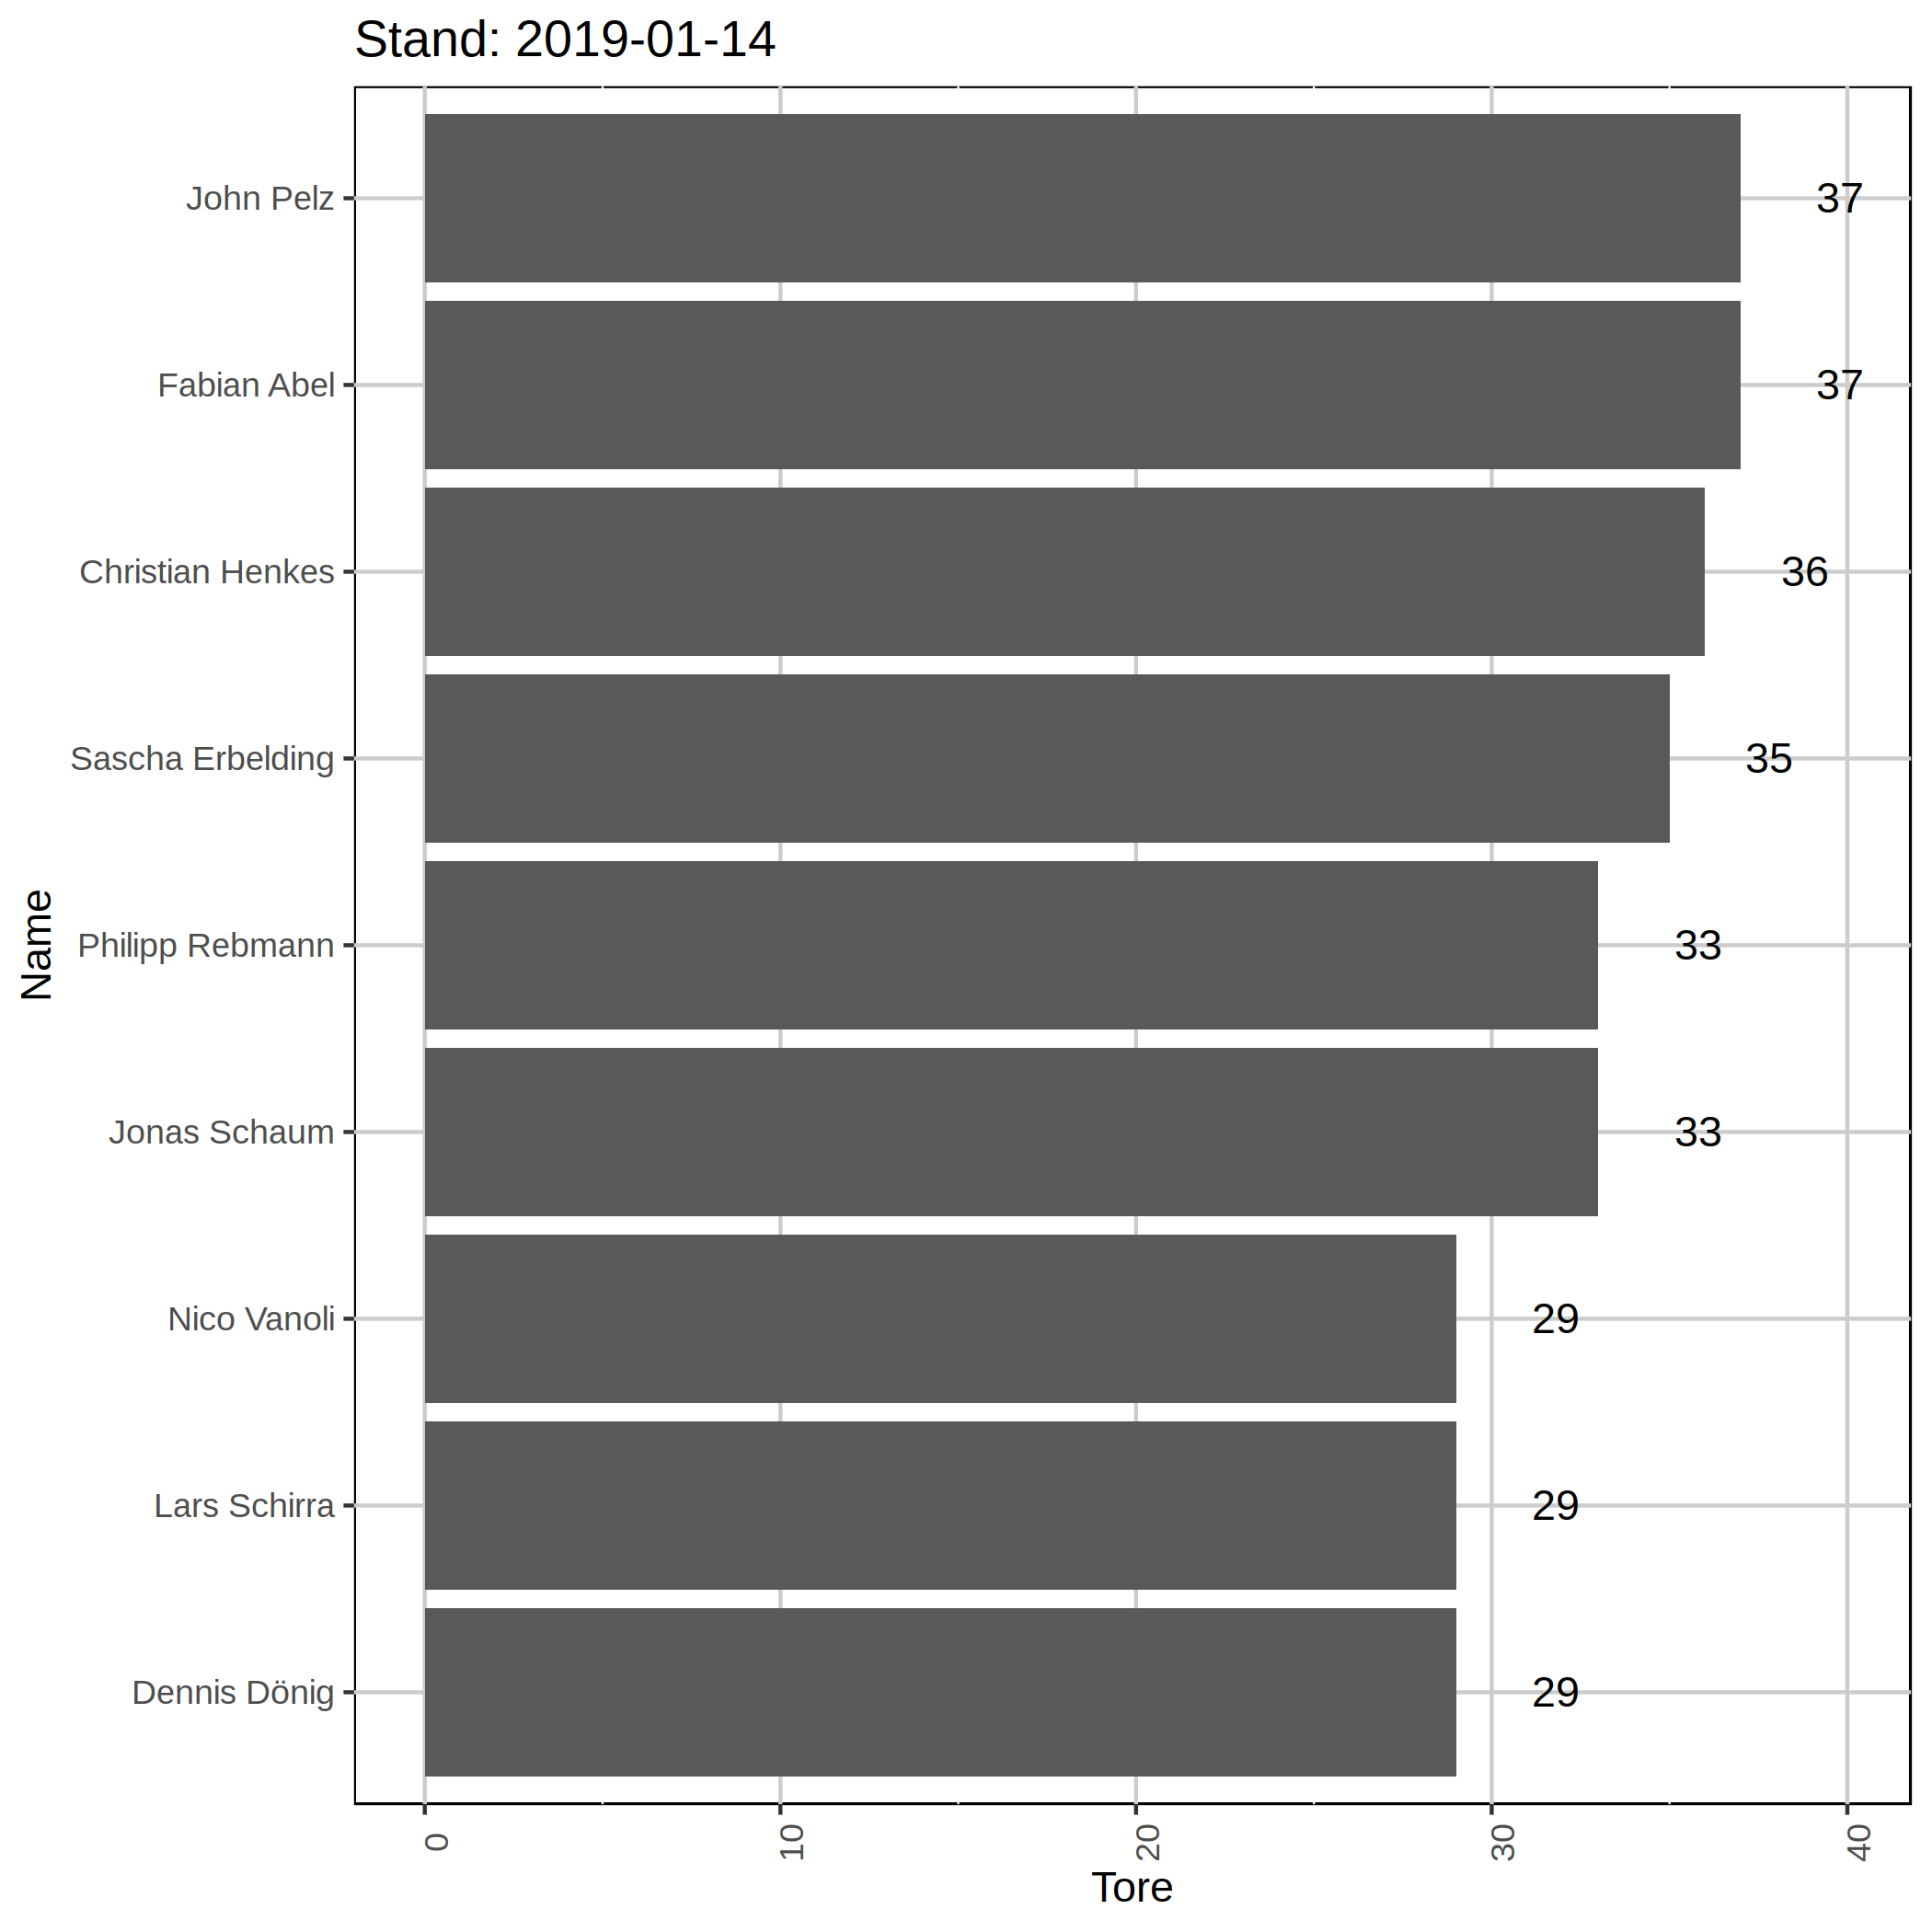 Stand: 2019-01-14
Name
John Pelz
37
Fabian Abel
37
Christian Henkes
36
Sascha Erbelding
35
Philipp Rebmann
33
Jonas Schaum
33
Nico Vanoli
29
Lars Schirra
29
Dennis Dönig
29
0
10
20
30
40
Tore